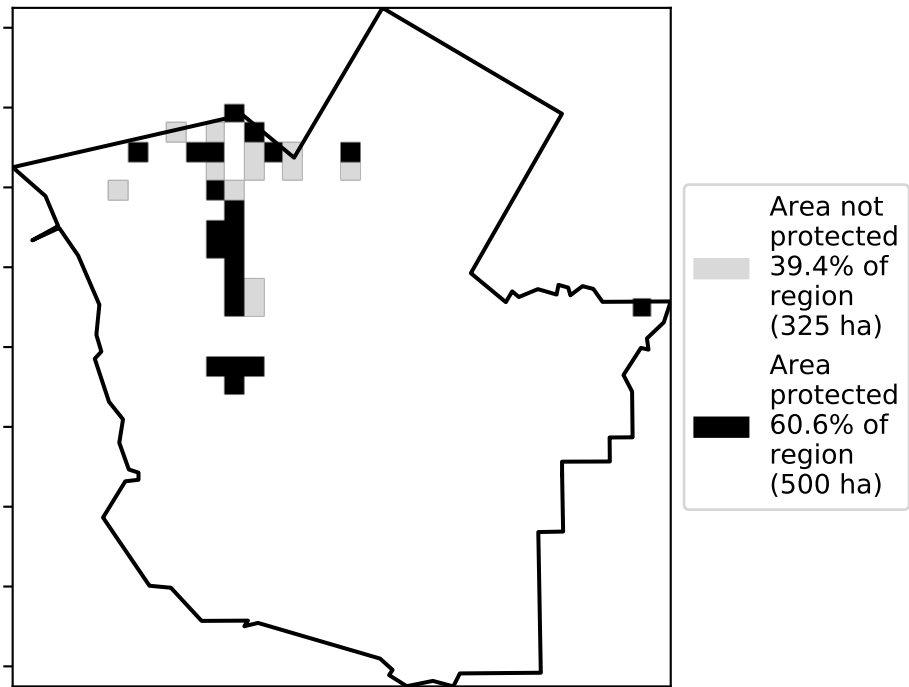 Area not
protected
39.4% of
region
(325 ha)
Area
protected
60.6% of
region
(500 ha)